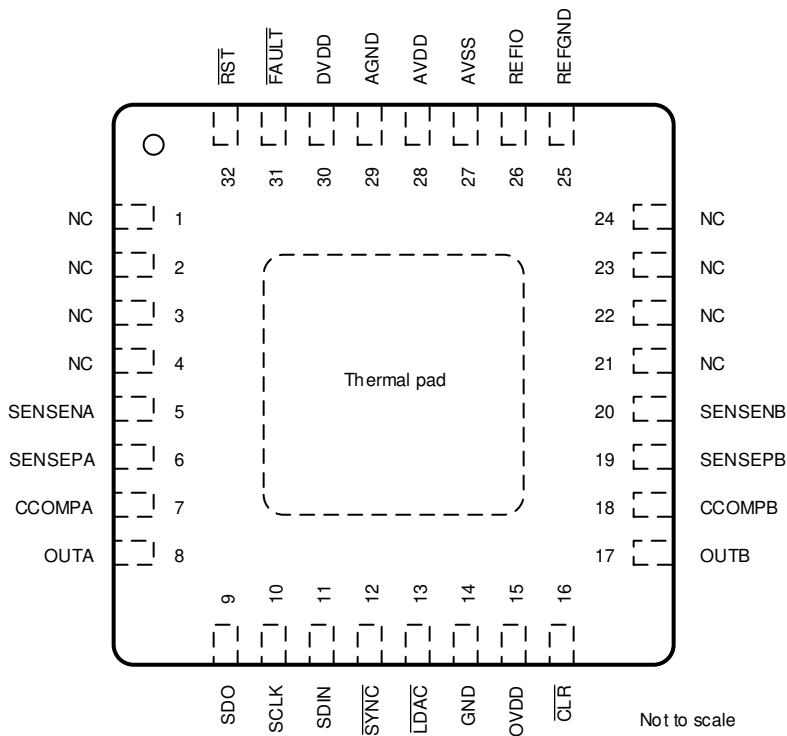 RST FAULT DVDD AGND AVDD AVSS REFIO REFGND
32 31 30 29 28 27 26 25
NC 1 24 NC
NC 2 23 NC
NC 3 22 NC
NC 4 21 NC
Thermal pad
SENSENA 5 20 SENSENB
SENSEPA 6 19 SENSEPB
CCOMPA 7 18 CCOMPB
OUTA 8 17 OUTB
9 10 11 12 13 14 15 16
SDO SCLK SDIN SYNC LDAC GND OVDD CLR
Not to scale